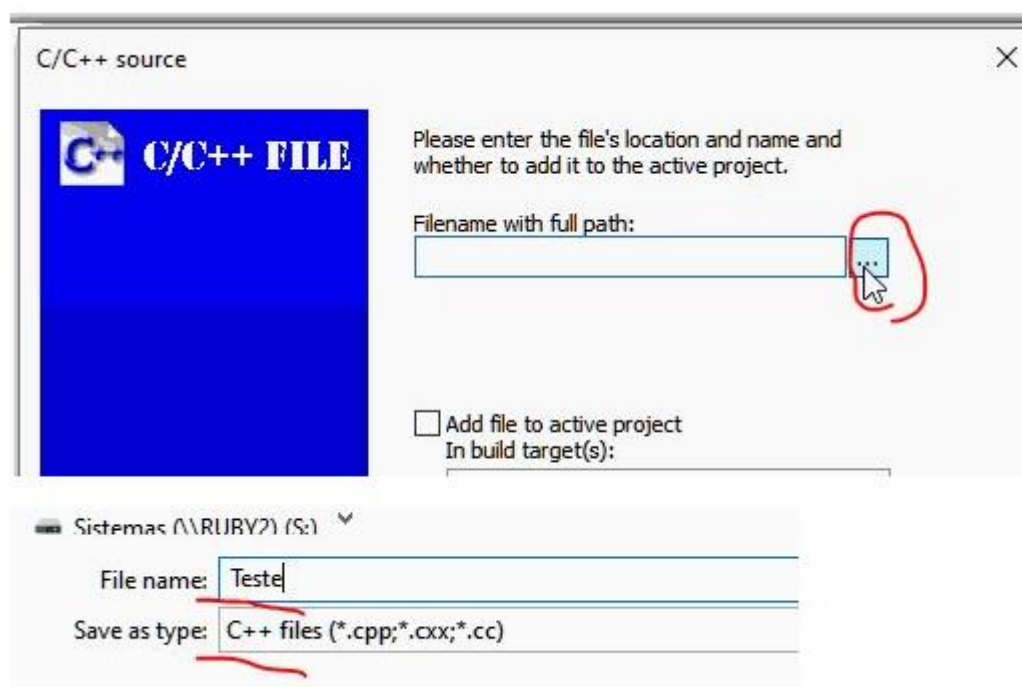 C/C++ source
C++ C/C++ FILE
Please enter the file's location and name and
whether to add it to the active project.
Filename with full path:
...
Add file to active project
In build target(s):
Sistemas (\\RUBY2) (S:)
File name: Teste
Save as type: C++ files (*.cpp;*.cxx;*.cc)